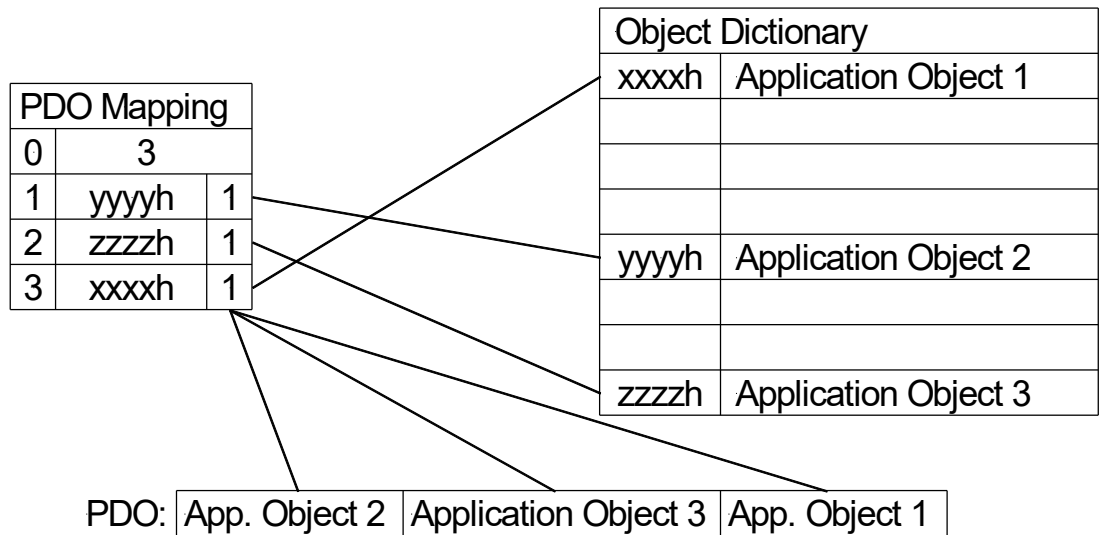 Object Dictionary
xxxxh Application Object 1
PDO Mapping
0 3
1 yyyyh 1
2 zzzzh 1
3 xxxxh 1
yyyyh Application Object 2
zzzzh Application Object 3
PDO: App. Object 2 Application Object 3 App. Object 1